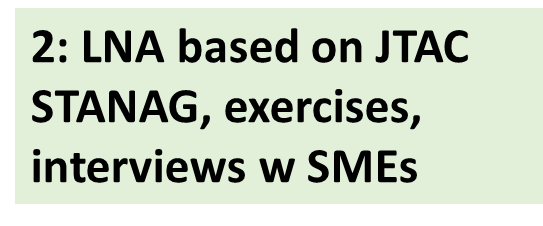 2: LNA based on JTAC
STANAG, exercises,
interviews w SMEs